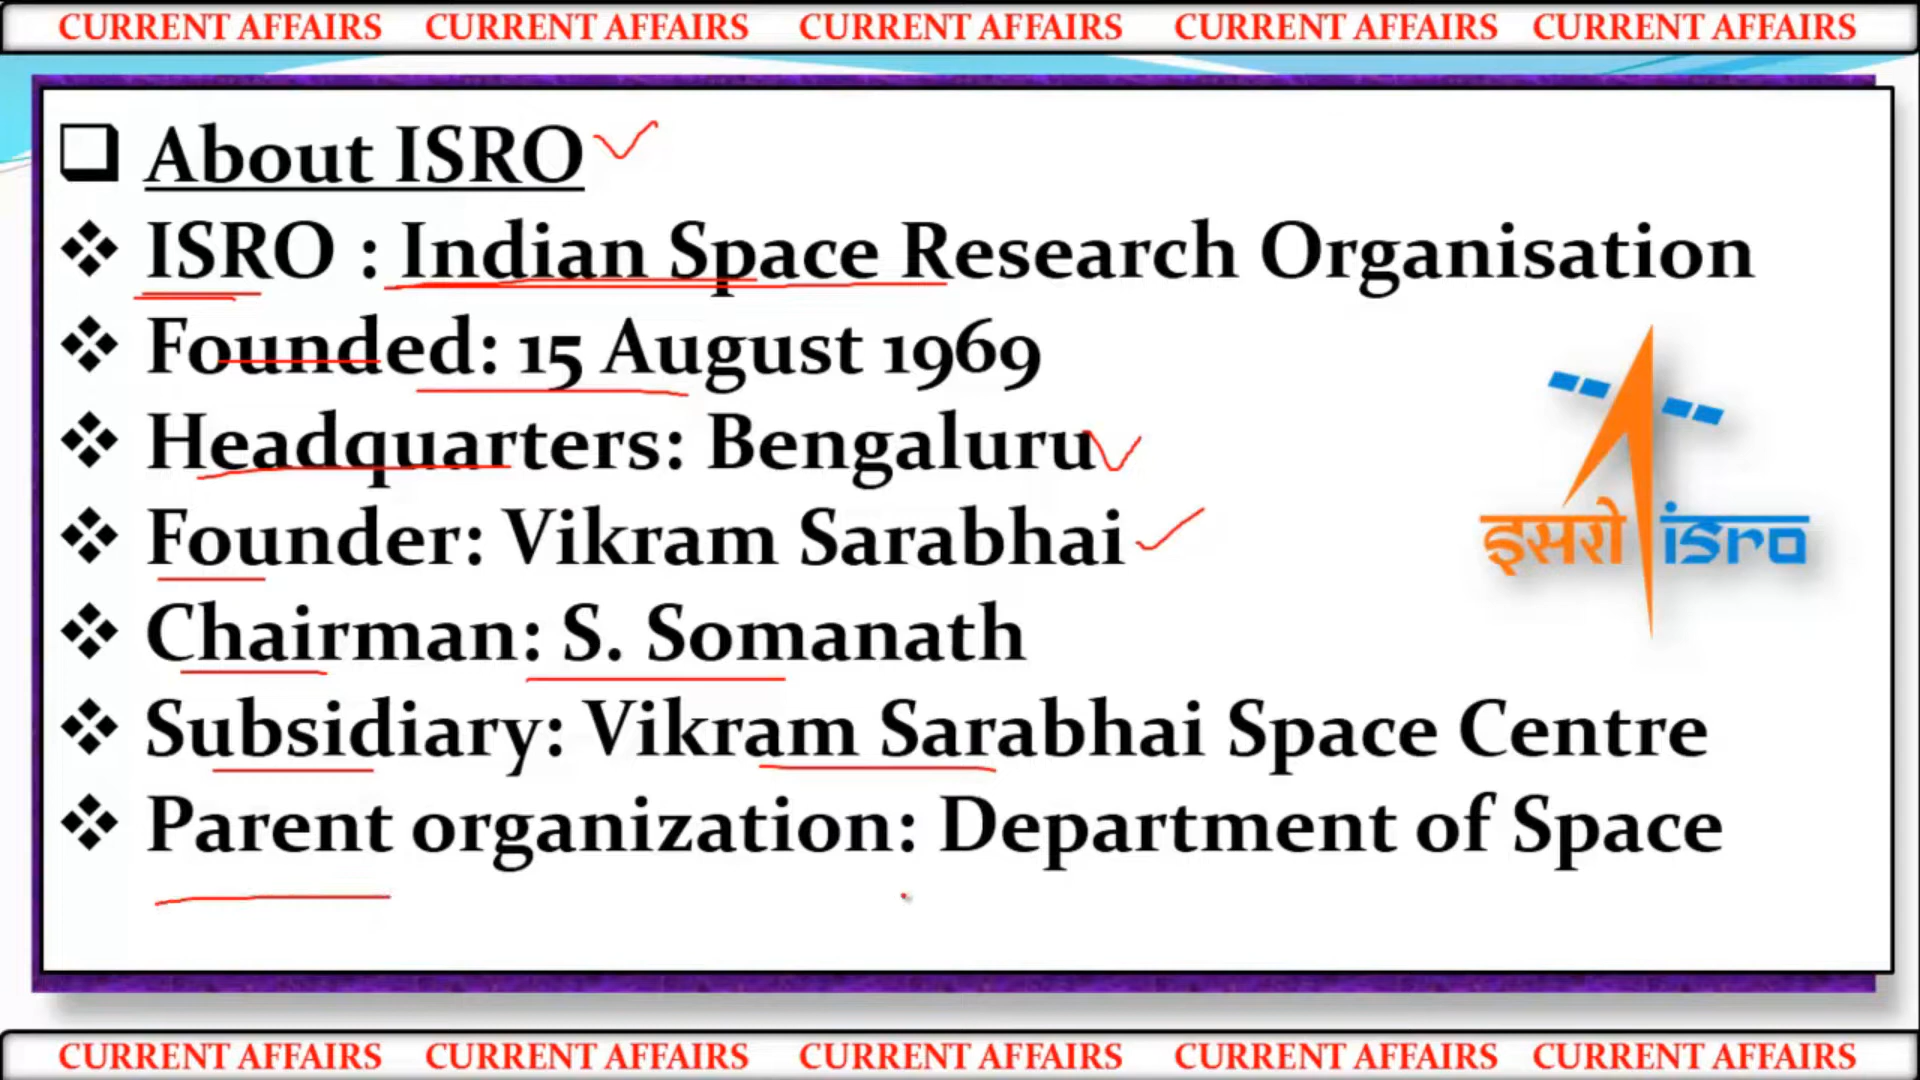 CURRENT AFFAIRS CURRENT AFFAIRS CURRENT AFFAIRS CURRENT AFFAIRS CURRENT AFFAIRS
About ISRO
ISRO : Indian Space Research Organisation
Founded: 15 August 1969
Headquarters: Bengaluru
Founder: Vikram Sarabhai
Chairman: S. Somanath
Subsidiary: Vikram Sarabhai Space Centre
Parent organization: Department of Space
इसरो isro
CURRENT AFFAIRS CURRENT AFFAIRS CURRENT AFFAIRS CURRENT AFFAIRS CURRENT AFFAIRS